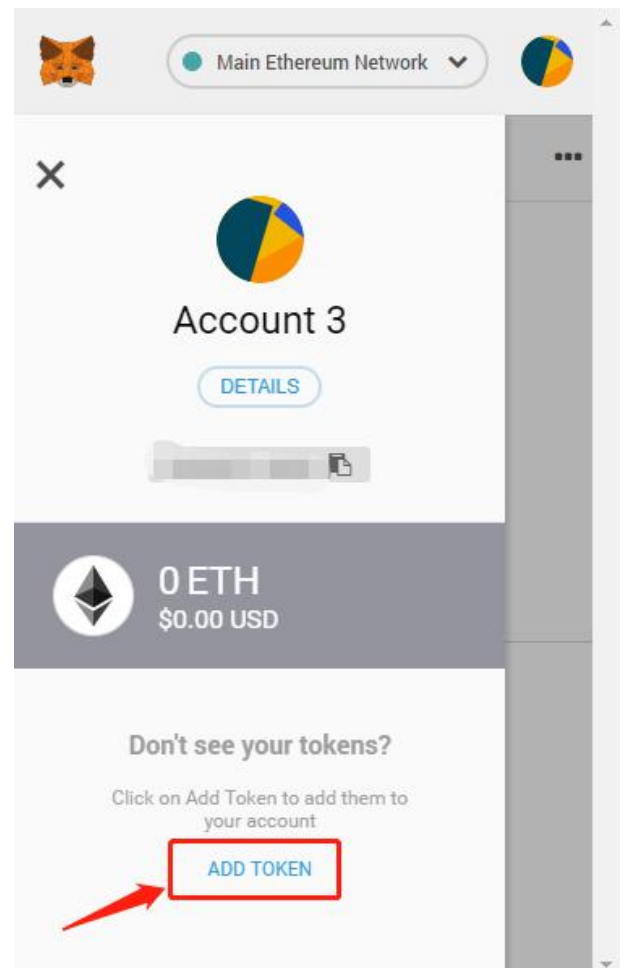 Main Ethereum Network
Account 3
DETAILS
0 ETH
$0.00 USD
Don't see your tokens?
Click on Add Token to add them to
your account
ADD TOKEN